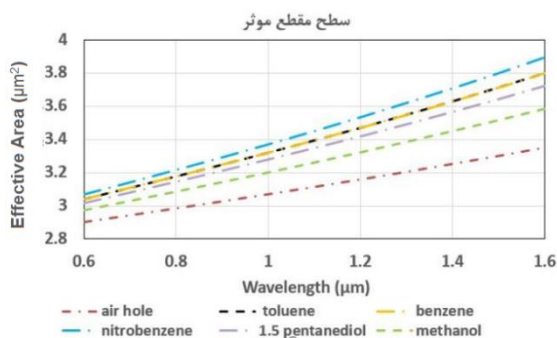 سطح مقطع موثر
Effective Area (µm²)
4
3.8
3.6
3.4
3.2
3
2.8
0.6 0.8 1 1.2 1.4 1.6
Wavelength (µm)
air hole toluene benzene
nitrobenzene 1.5 pentanediol methanol